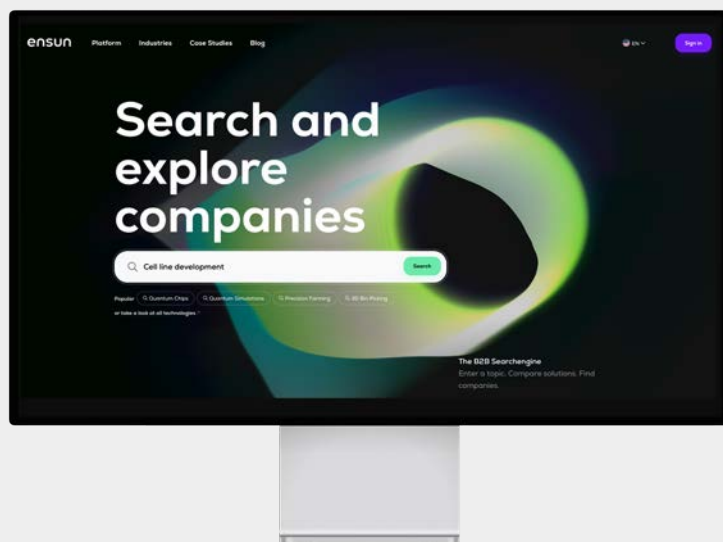 ensun Platform Industries Case Studies Blog EN Sign in
Search and
explore
companies
Cell line development Search
Popular Quantum Chips Quantum Simulations Precision Farming Bin Picking
or take a look at all technologies
The B2B Searchengine
Enter a topic. Compare solutions. Find
companies.